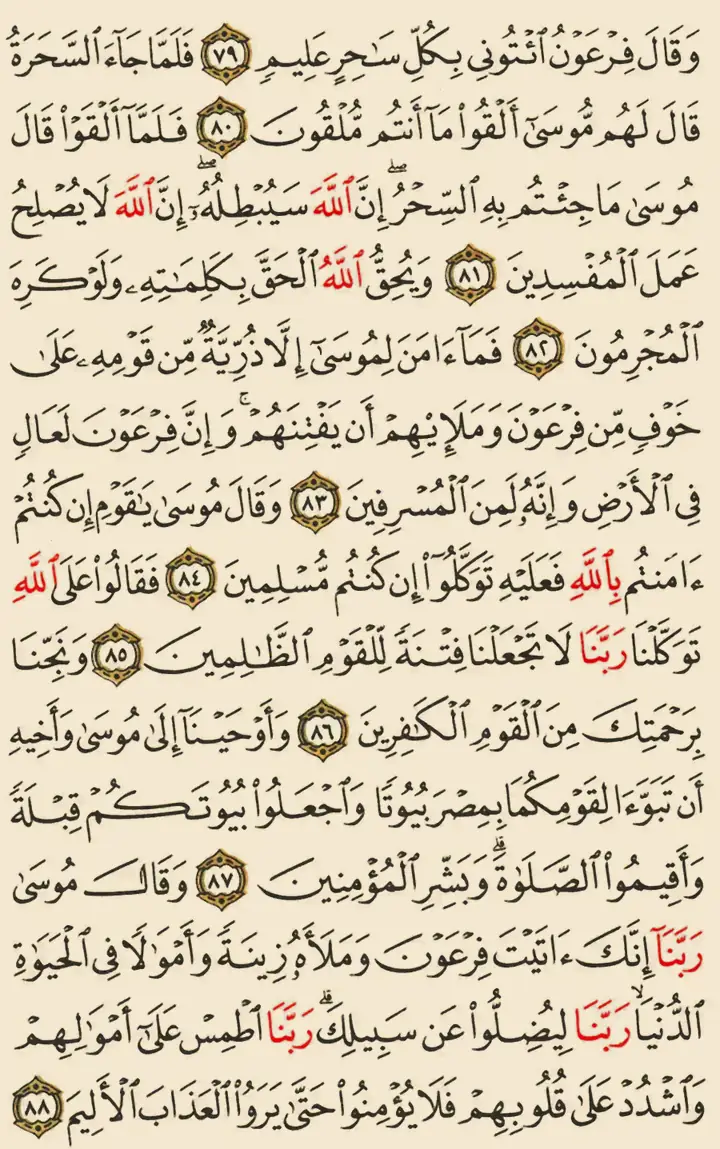 وَقَالَ فِرْعَوْنُ ٱئْتُونِى بِكُلِّ سَـٰحِرٍ عَلِيمٍ ٧٩ فَلَمَّا جَآءَ ٱلسَّحَرَةُ
قَالَ لَهُم مُّوسَىٰٓ أَلْقُوا۟ مَآ أَنتُم مُّلْقُونَ ٨٠ فَلَمَّآ أَلْقَوْا۟ قَالَ
مُوسَىٰ مَا جِئْتُم بِهِ ٱلسِّحْرُ ۖ إِنَّ ٱللَّهَ سَيُبْطِلُهُۥٓ ۖ إِنَّ ٱللَّهَ لَا يُصْلِحُ
عَمَلَ ٱلْمُفْسِدِينَ ٨١ وَيُحِقُّ ٱللَّهُ ٱلْحَقَّ بِكَلِمَـٰتِهِۦ وَلَوْ كَرِهَ
ٱلْمُجْرِمُونَ ٨٢ فَمَآ ءَامَنَ لِمُوسَىٰٓ إِلَّا ذُرِّيَّةٌ مِّن قَوْمِهِۦ عَلَىٰ
خَوْفٍ مِّن فِرْعَوْنَ وَمَلَإِي۟هِمْ أَن يَفْتِنَهُمْ ۚ وَإِنَّ فِرْعَوْنَ لَعَالٍ
فِى ٱلْأَرْضِ وَإِنَّهُۥ لَمِنَ ٱلْمُسْرِفِينَ ٨٣ وَقَالَ مُوسَىٰ يَـٰقَوْمِ إِن كُنتُمْ
ءَامَنتُم بِٱللَّهِ فَعَلَيْهِ تَوَكَّلُوٓا۟ إِن كُنتُم مُّسْلِمِينَ ٨٤ فَقَالُوا۟ عَلَى ٱللَّهِ
تَوَكَّلْنَا رَبَّنَا لَا تَجْعَلْنَا فِتْنَةً لِّلْقَوْمِ ٱلظَّـٰلِمِينَ ٨٥ وَنَجِّنَا
بِرَحْمَتِكَ مِنَ ٱلْقَوْمِ ٱلْكَـٰفِرِينَ ٨٦ وَأَوْحَيْنَآ إِلَىٰ مُوسَىٰ وَأَخِيهِ
أَن تَبَوَّءَا لِقَوْمِكُمَا بِمِصْرَ بُيُوتًا وَٱجْعَلُوا۟ بُيُوتَكُمْ قِبْلَةً
وَأَقِيمُوا۟ ٱلصَّلَوٰةَ ۗ وَبَشِّرِ ٱلْمُؤْمِنِينَ ٨٧ وَقَالَ مُوسَىٰ
رَبَّنَآ إِنَّكَ ءَاتَيْتَ فِرْعَوْنَ وَمَلَأَهُۥ زِينَةً وَأَمْوَٰلًا فِى ٱلْحَيَوٰةِ
ٱلدُّنْيَا ۙ رَبَّنَا لِيُضِلُّوا۟ عَن سَبِيلِكَ ۗ رَبَّنَا ٱطْمِسْ عَلَىٰٓ أَمْوَٰلِهِمْ
وَٱشْدُدْ عَلَىٰ قُلُوبِهِمْ فَلَا يُؤْمِنُوا۟ حَتَّىٰ يَرَوُا۟ ٱلْعَذَابَ ٱلْأَلِيمَ ٨٨